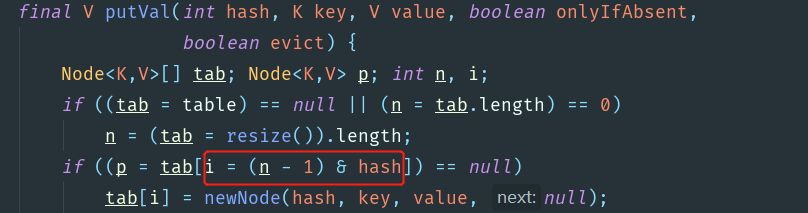 final V putVal(int hash, K key, V value, boolean onlyIfAbsent,
boolean evict) {
Node<K,V>[] tab; Node<K,V> p; int n, i;
if ((tab = table) == null || (n = tab.length) == 0)
n = (tab = resize()).length;
if ((p = tab[i = (n - 1) & hash]) == null)
tab[i] = newNode(hash, key, value, next: null);